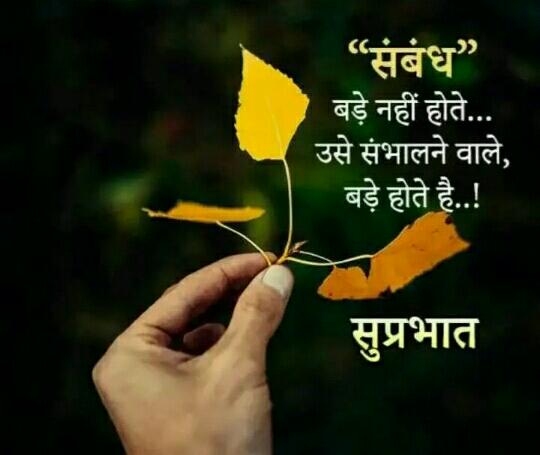 “संबंध”
बड़े नहीं होते...
उसे संभालने वाले,
बड़े होते है..!
सुप्रभात